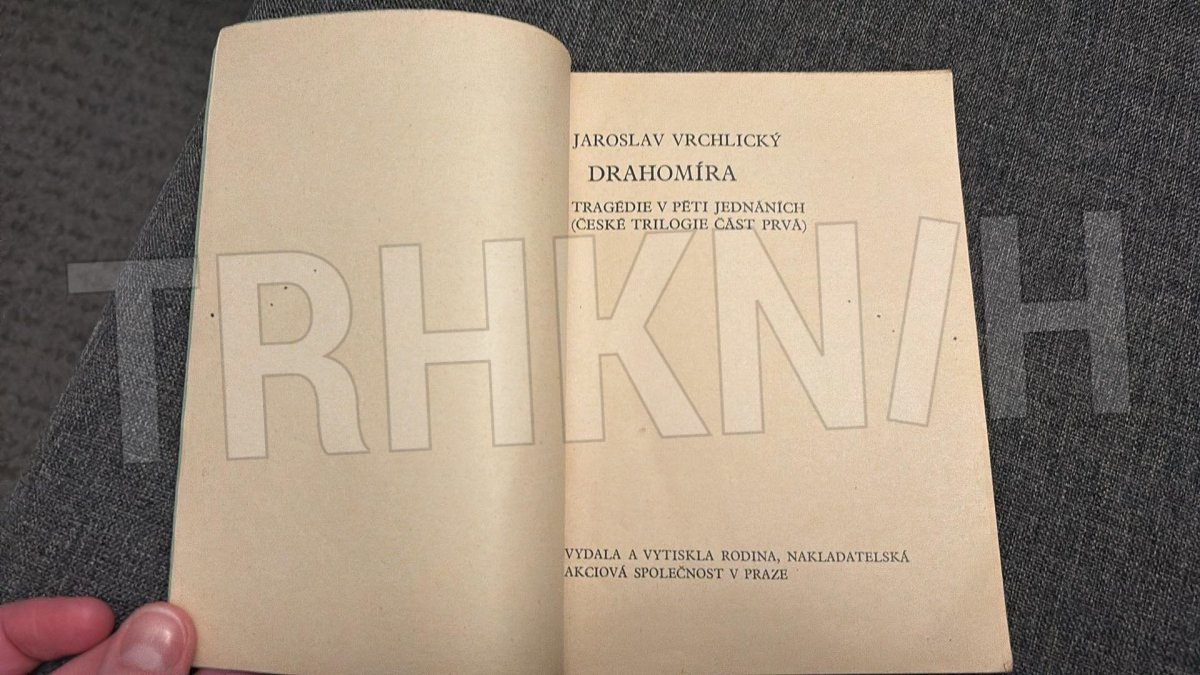 JAROSLAV VRCHLICKÝ
DRAHOMÍRA
TRAGÉDIE V PĚTI JEDNÁNÍCH
(ČESKÉ TRILOGIE ČÁST PRVÁ)
TRHKNIH
VYDALA A VYTISKLA RODINA, NAKLADATELSKÁ
AKCIOVÁ SPOLEČNOST V PRAZE